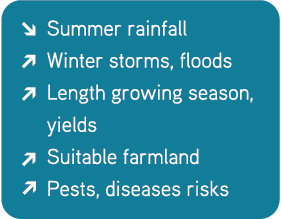 ↘ Summer rainfall
↗ Winter storms, floods
↗ Length growing season,
yields
↗ Suitable farmland
↗ Pests, diseases risks